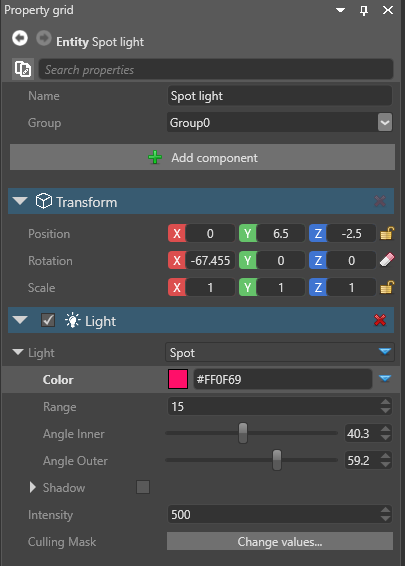 Property grid
Entity Spot light
Search properties
Name Spot light
Group Group0
Add component
Transform
Position X 0 Y 6.5 Z -2.5
Rotation X -67.455 Y 0 Z 0
Scale X 1 Y 1 Z 1
Light
Light Spot
Color #FF0F69
Range 15
Angle Inner 40.3
Angle Outer 59.2
Shadow
Intensity 500
Culling Mask Change values...